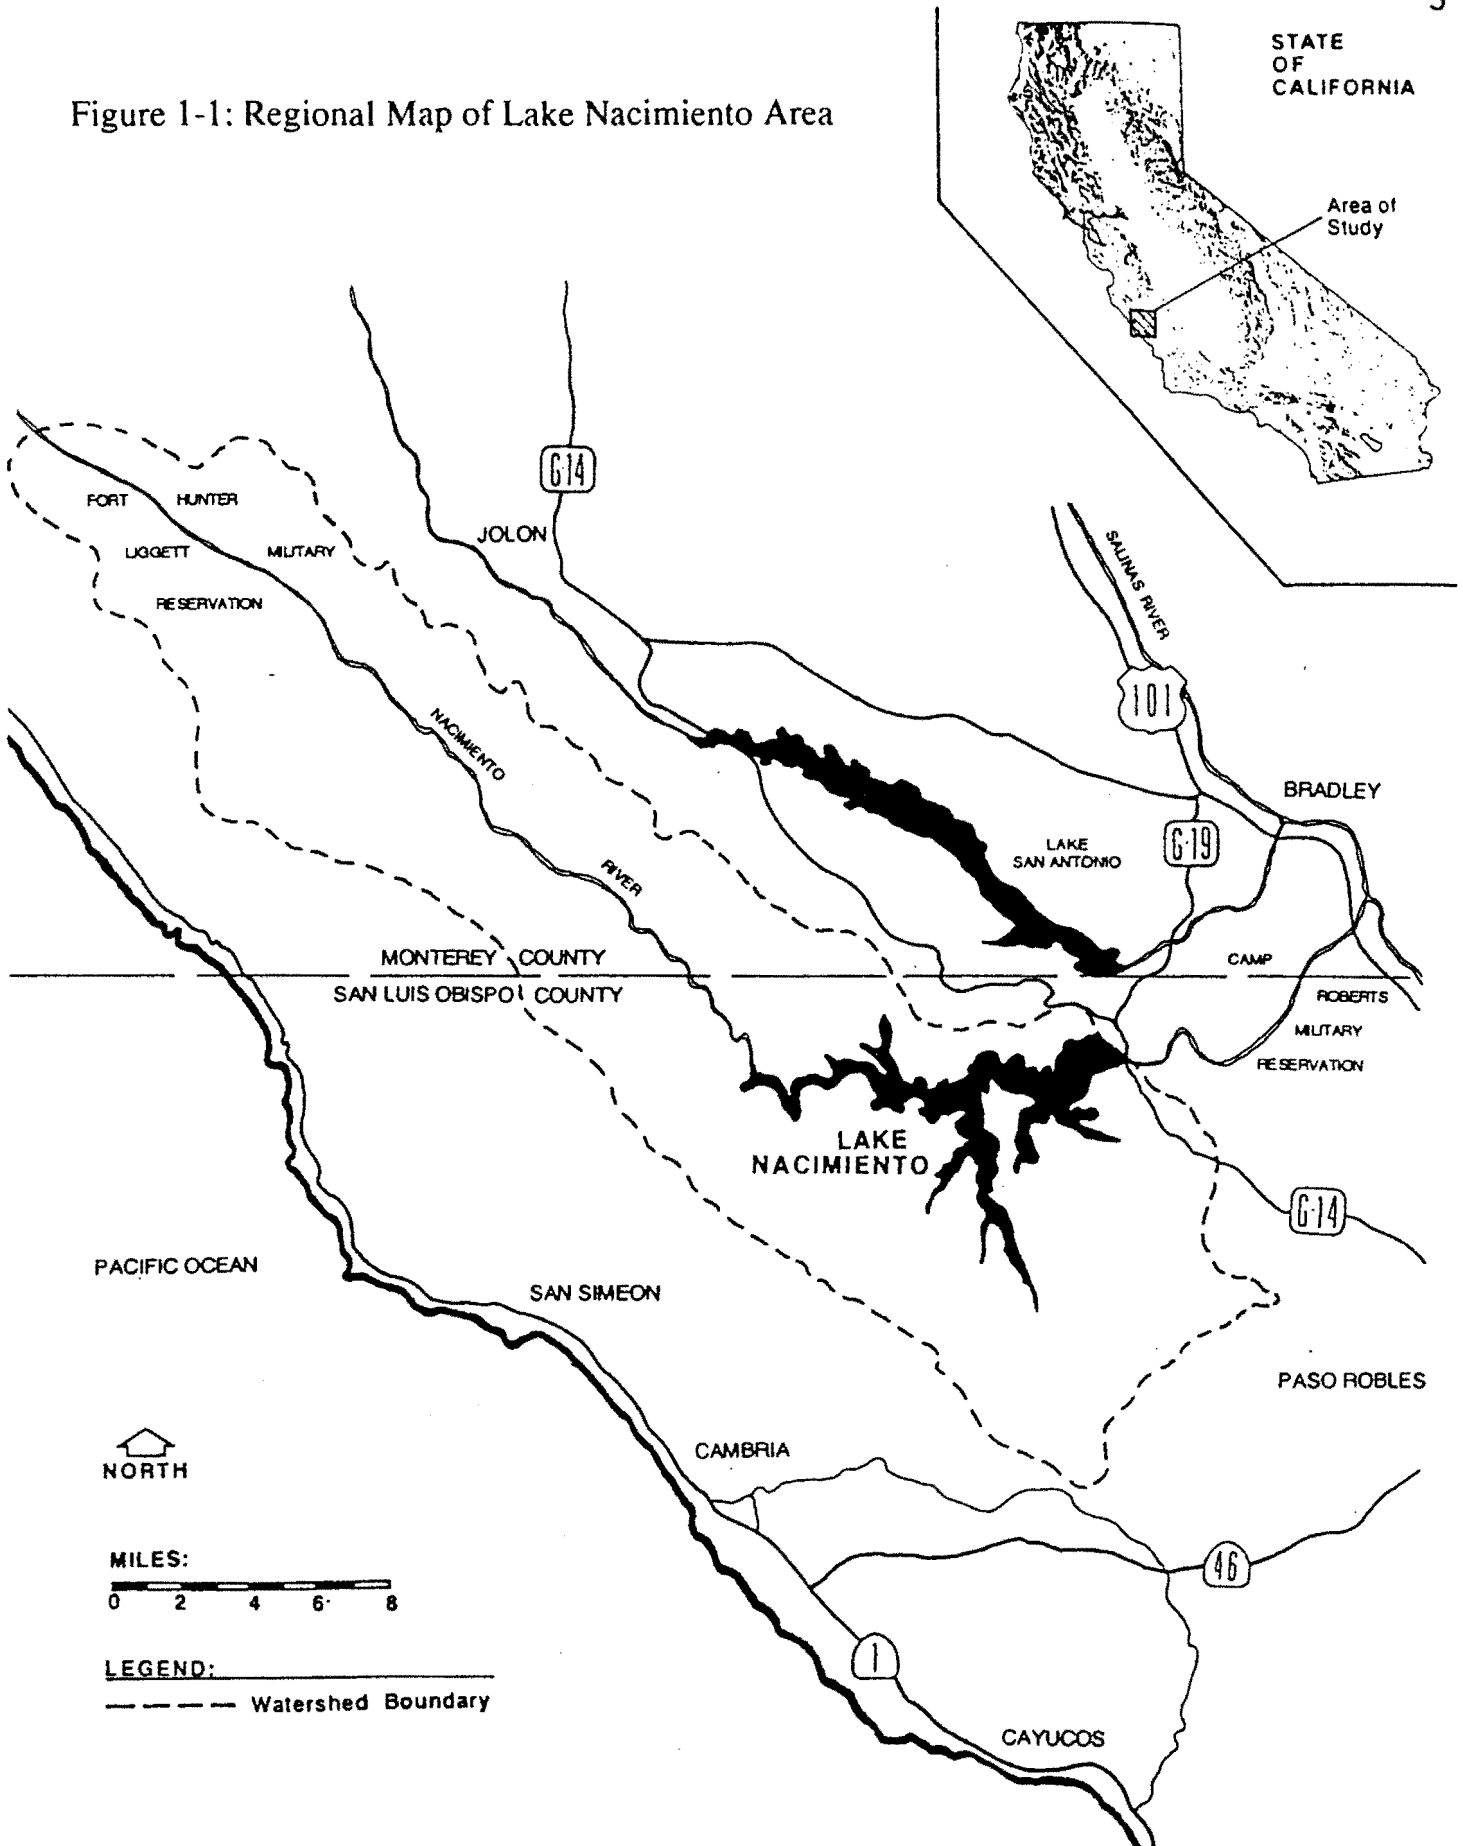 STATE
OF
CALIFORNIA
Figure 1-1: Regional Map of Lake Nacimiento Area
Area of
Study
G14
FORT HUNTER
LIGGETT MILITARY
RESERVATION
JOLON
SALINAS RIVER
101
NACIMIENTO
RIVER
BRADLEY
G-19
LAKE
SAN ANTONIO
MONTEREY COUNTY
SAN LUIS OBISPO COUNTY
CAMP
ROBERTS
MILITARY
RESERVATION
LAKE
NACIMIENTO
G-14
PACIFIC OCEAN
SAN SIMEON
PASO ROBLES
CAMBRIA
NORTH
46
MILES:
0 2 4 6 8
1
LEGEND:
Watershed Boundary
CAYUCOS